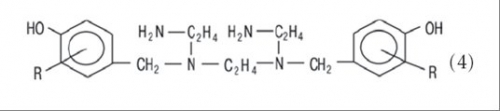 HO H₂N—C₂H₄ H₂N—C₂H₄ OH
R CH₂—N—C₂H₄—N—CH₂ R (4)